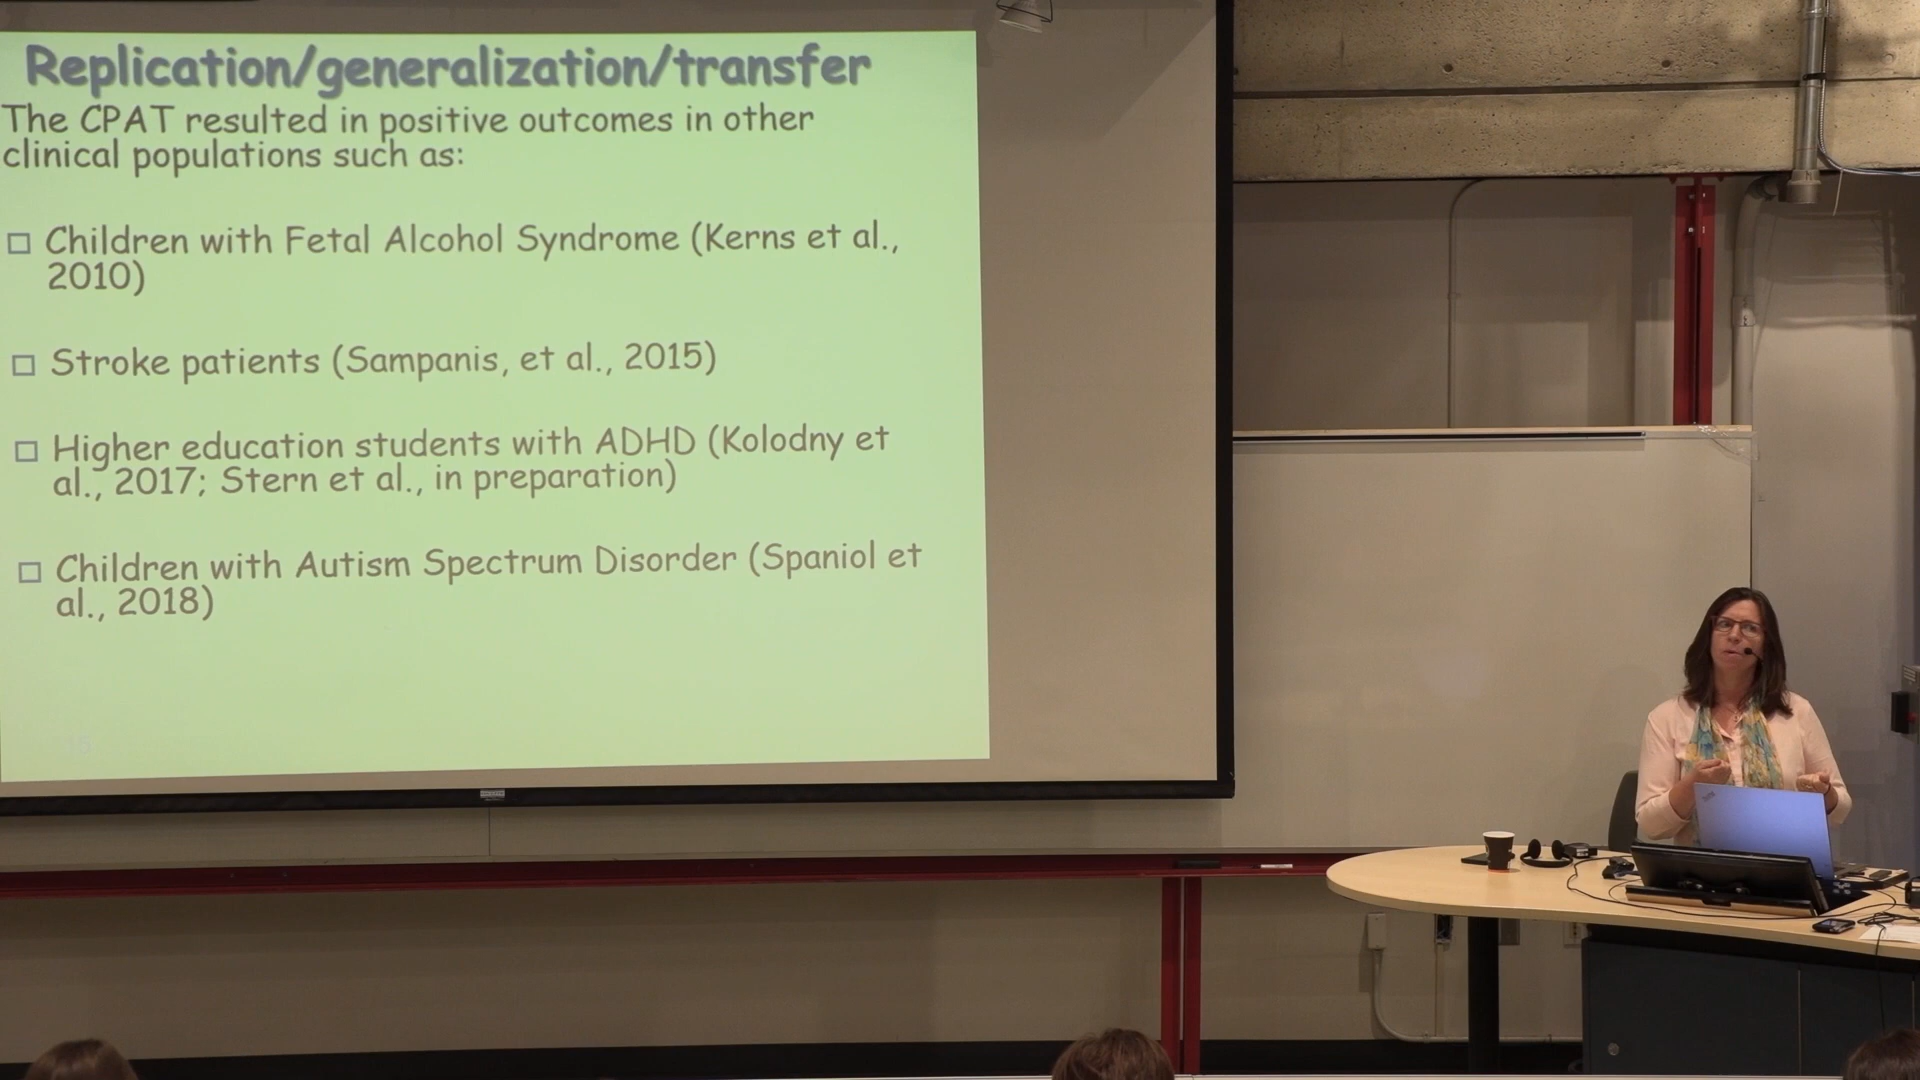 Replication/generalization/transfer
The CPAT resulted in positive outcomes in other
clinical populations such as:
Children with Fetal Alcohol Syndrome (Kerns et al.,
2010)
Stroke patients (Sampanis, et al., 2015)
Higher education students with ADHD (Kolodny et
al., 2017; Stern et al., in preparation)
Children with Autism Spectrum Disorder (Spaniol et
al., 2018)